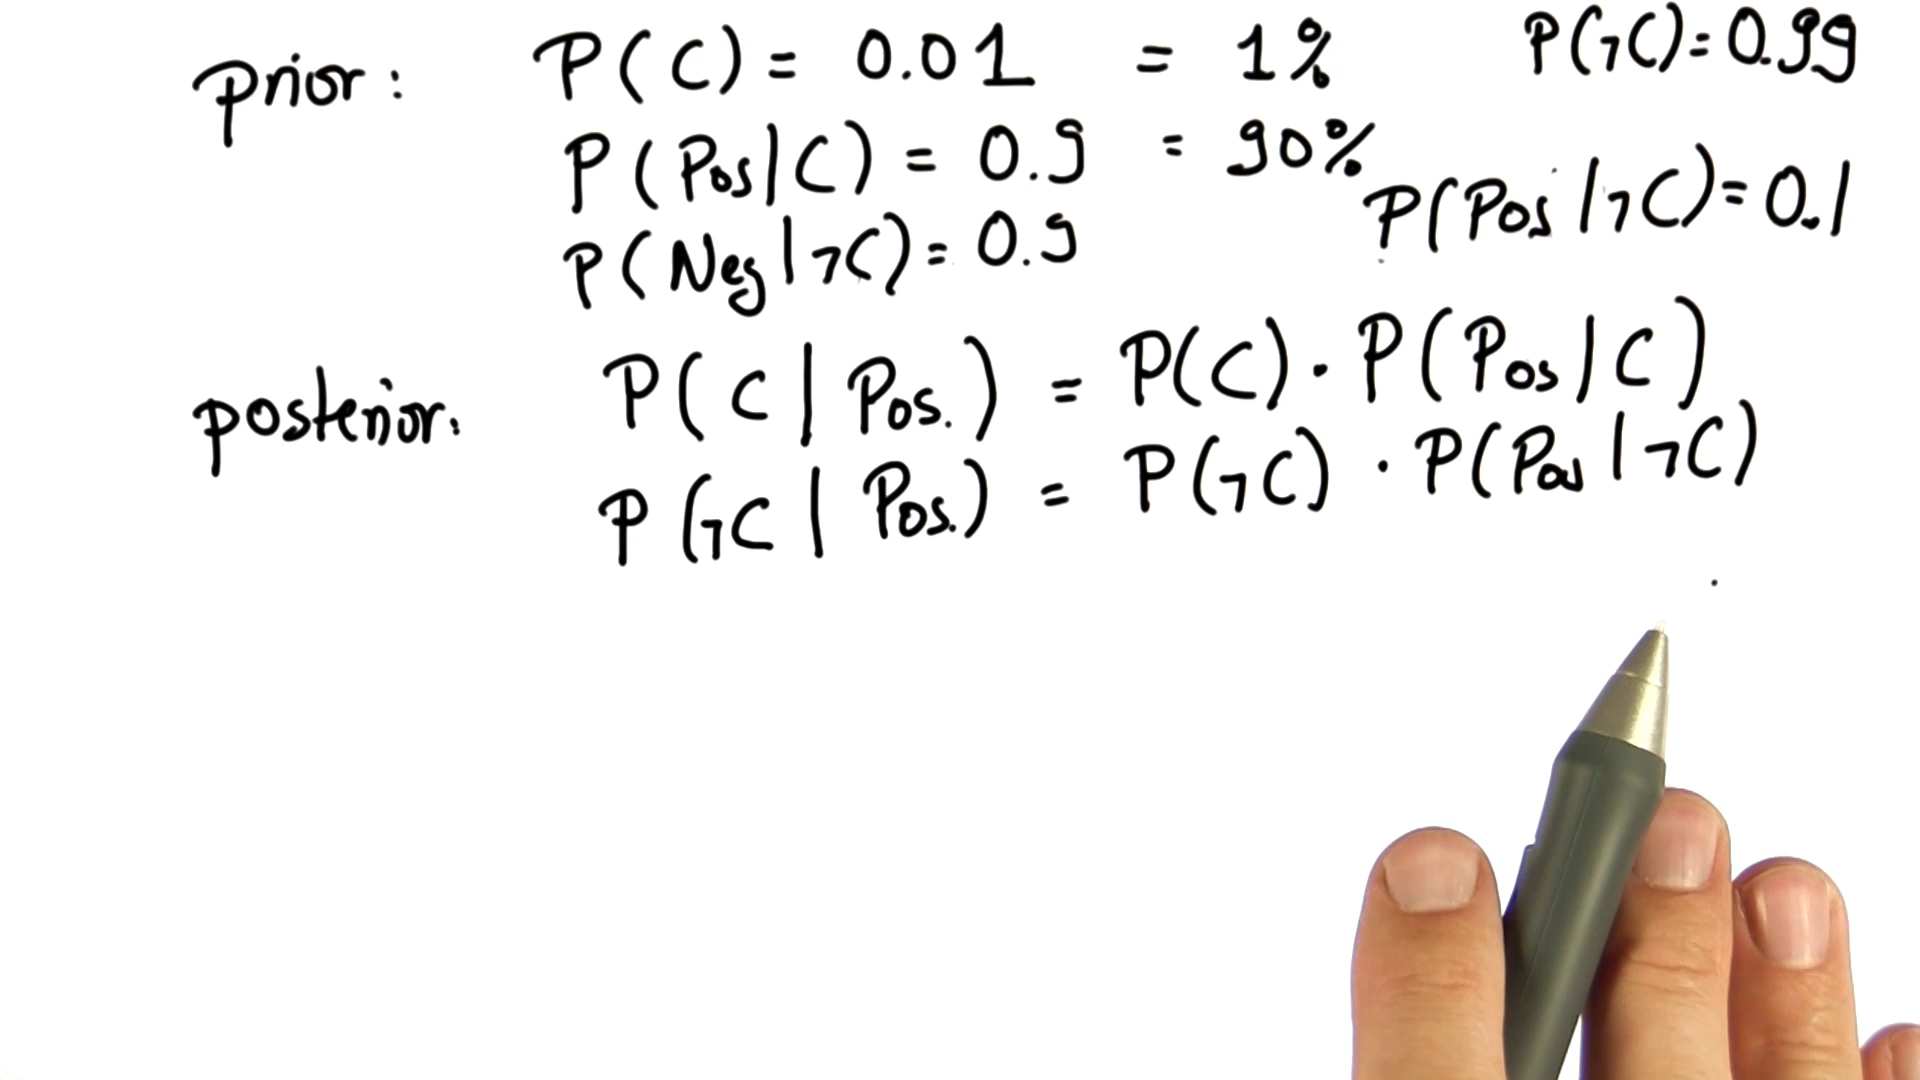 prior: P(C) = 0.01 = 1% P(¬C)=0.99
P(Pos|C) = 0.9 = 90%
P(Pos|¬C)=0.1
P(Neg|¬C)= 0.9
posterior: P(C|Pos.) = P(C)·P(Pos|C)
P(¬C|Pos.) = P(¬C)·P(Pos|¬C)